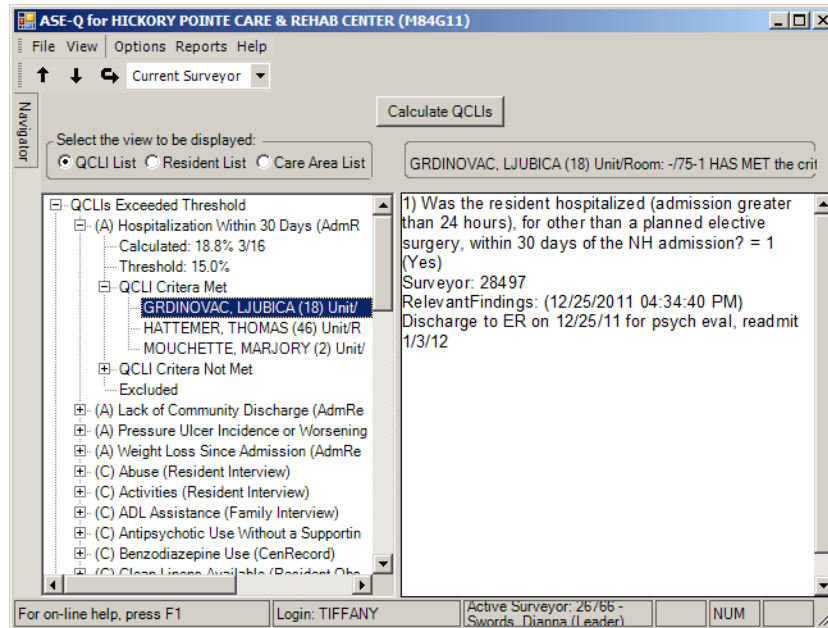 ASE-Q for HICKORY POINTE CARE & REHAB CENTER (M84G11)
File View Options Reports Help
Current Surveyor
Navigator
Calculate QCLIs
Select the view to be displayed:
QCLI List Resident List Care Area List
GRDINOVAC, LJUBICA (18) Unit/Room: -/75-1 HAS MET the crit
QCLIs Exceeded Threshold
(A) Hospitalization Within 30 Days (AdmR
Calculated: 18.8% 3/16
Threshold: 15.0%
QCLI Critera Met
GRDINOVAC, LJUBICA (18) Unit/
HATTEMER, THOMAS (46) Unit/R
MOUCHETTE, MARJORY (2) Unit/
QCLI Critera Not Met
Excluded
(A) Lack of Community Discharge (AdmRe
(A) Pressure Ulcer Incidence or Worsening
(A) Weight Loss Since Admission (AdmRe
(C) Abuse (Resident Interview)
(C) Activities (Resident Interview)
(C) ADL Assistance (Family Interview)
(C) Antipsychotic Use Without a Supportin
(C) Benzodiazepine Use (CenRecord)
(C) Clean Linens Available (Resident Obs
1) Was the resident hospitalized (admission greater
than 24 hours), for other than a planned elective
surgery, within 30 days of the NH admission? = 1
(Yes)
Surveyor: 28497
RelevantFindings: (12/25/2011 04:34:40 PM)
Discharge to ER on 12/25/11 for psych eval, readmit
1/3/12
For on-line help, press F1
Login: TIFFANY
Active Surveyor: 26766 -
Swords, Dianna (Leader)
NUM